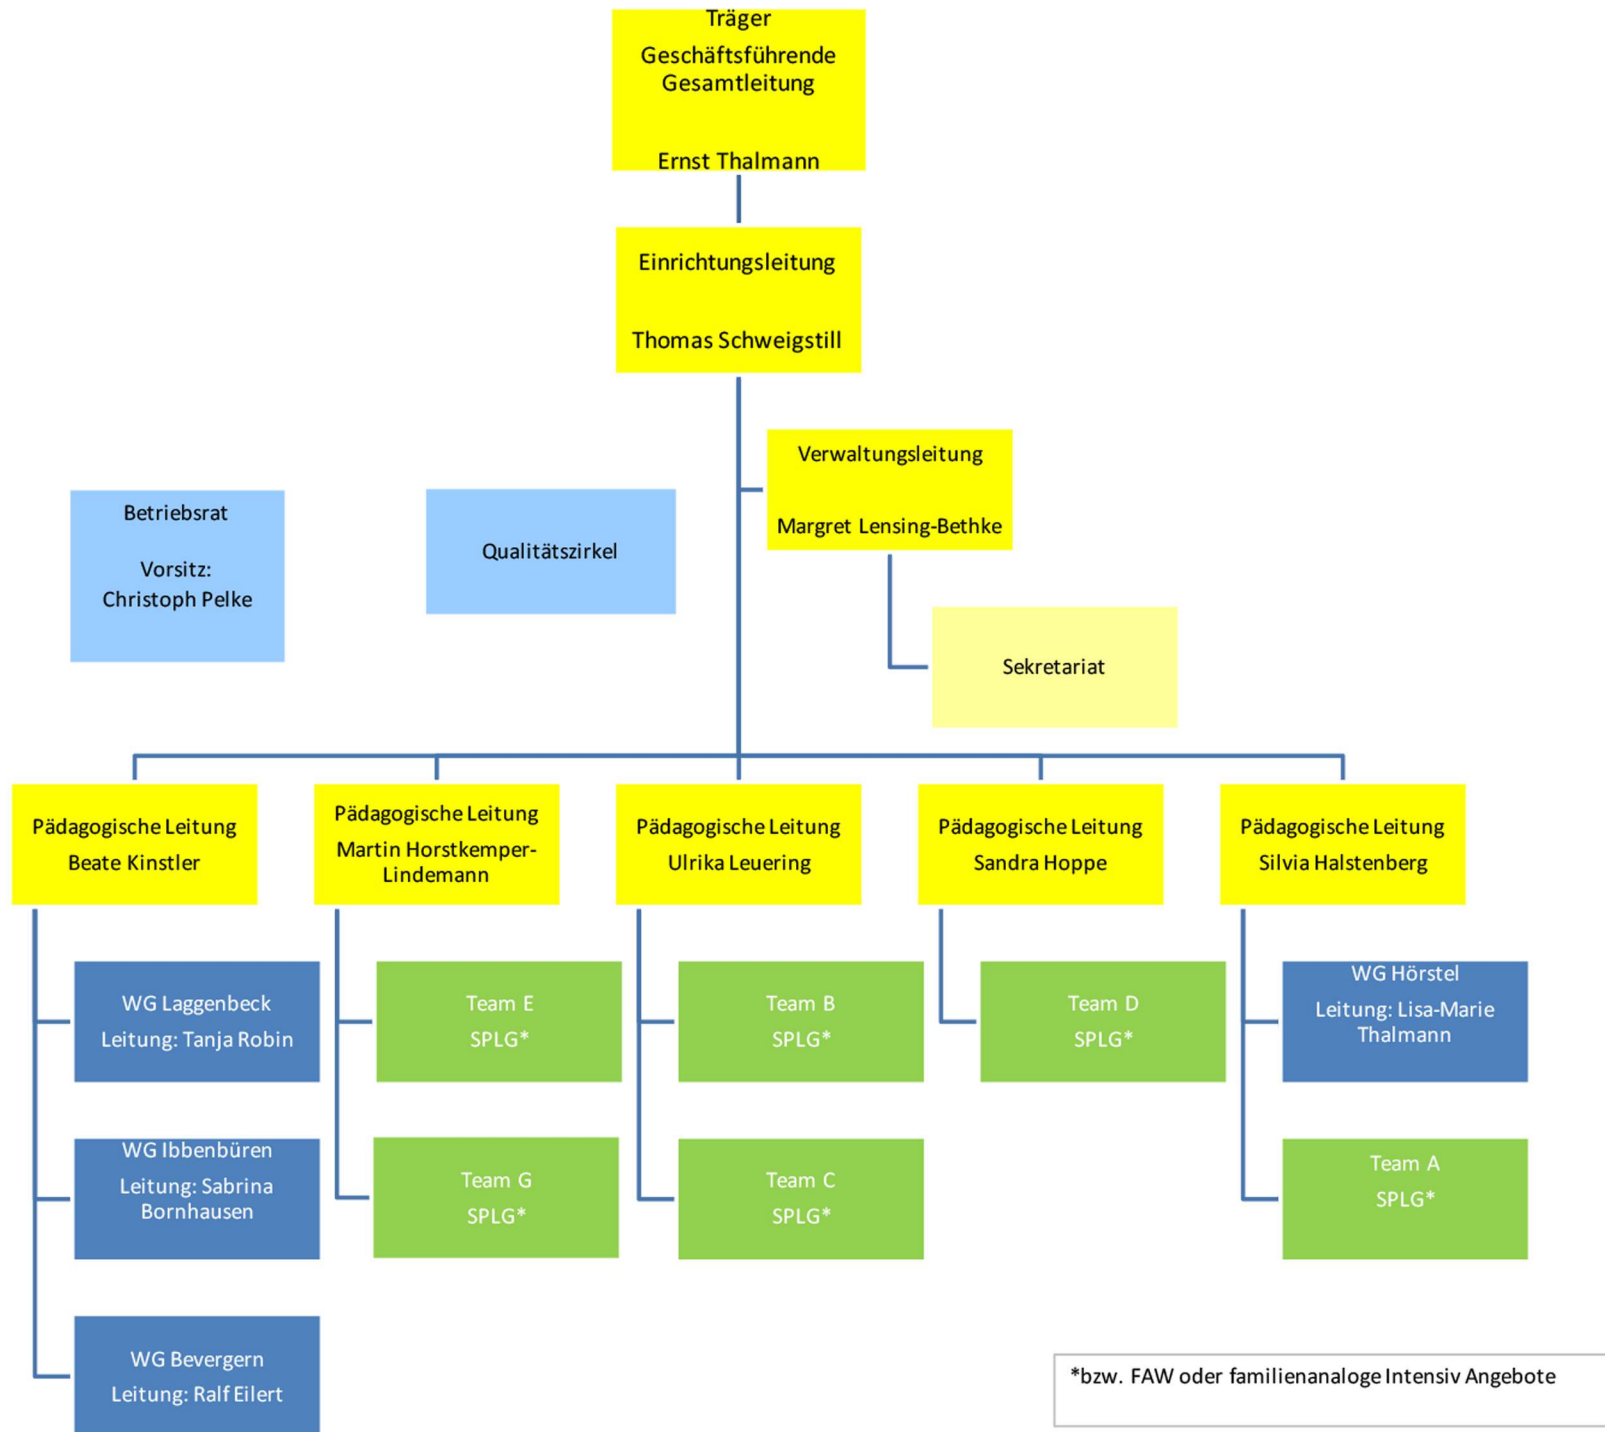 Träger
Geschäftsführende
Gesamtleitung
Ernst Thalmann
Einrichtungsleitung
Thomas Schweigstill
Verwaltungsleitung
Margret Lensing-Bethke
Betriebsrat
Vorsitz:
Christoph Pelke
Qualitätszirkel
Sekretariat
Pädagogische Leitung
Beate Kinstler
Pädagogische Leitung
Martin Horstkemper-
Lindemann
Pädagogische Leitung
Ulrika Leuering
Pädagogische Leitung
Sandra Hoppe
Pädagogische Leitung
Silvia Halstenberg
WG Laggenbeck
Leitung: Tanja Robin
Team E
SPLG*
Team B
SPLG*
Team D
SPLG*
WG Hörstel
Leitung: Lisa-Marie
Thalmann
WG Ibbenbüren
Leitung: Sabrina
Bornhausen
Team G
SPLG*
Team C
SPLG*
Team A
SPLG*
WG Bevergern
Leitung: Ralf Eilert
*bzw. FAW oder familienanaloge Intensiv Angebote